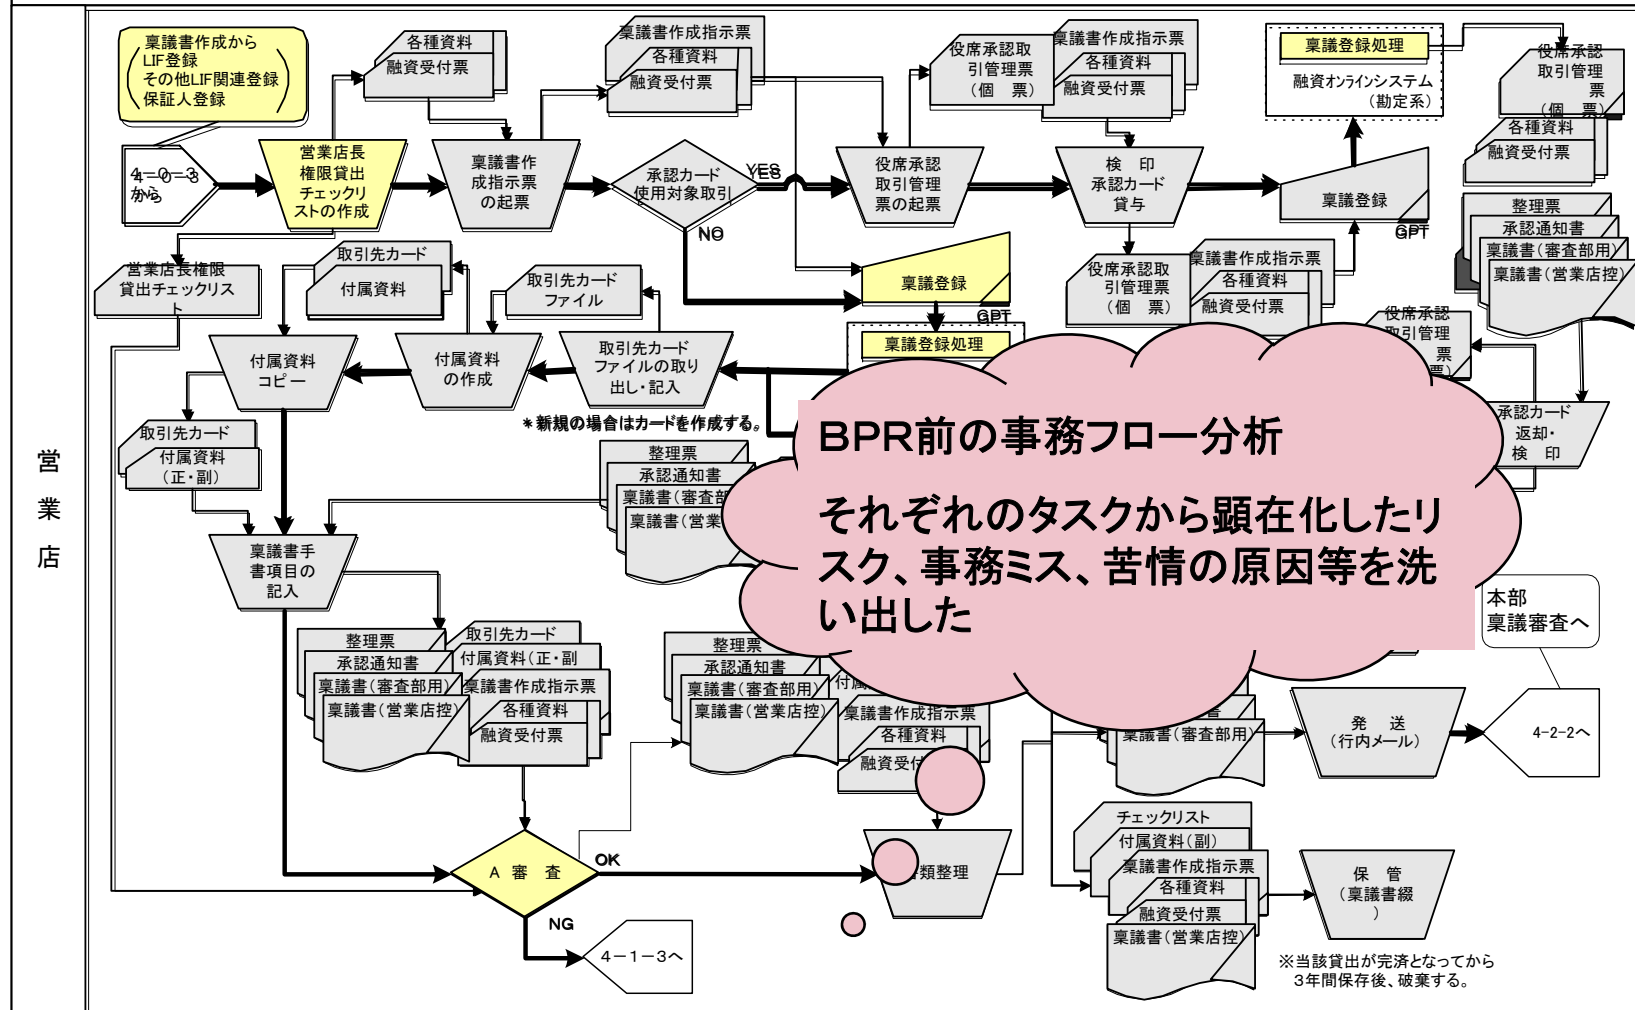 営
業
店
稟議書作成から
LIF登録
その他LIF関連登録
保証人登録
4－0－3
から
営業店長
権限貸出
チェックリ
ストの作成
各種資料
融資受付票
稟議書作
成指示票
の起票
稟議書作成指示票
各種資料
融資受付票
承認カード
使用対象取引
YES
NO
役席承認取
引管理票
（個　票）
稟議書作成指示票
各種資料
融資受付票
役席承認
取引管理
票の起票
検　印
承認カード
貸与
稟議登録処理
融資オンラインシステム
（勘定系）
稟議登録
GPT
役席承認
取引管理
票
（個　票）
各種資料
融資受付票
整理票
承認通知書
稟議書（審査部用）
稟議書（営業店控）
営業店長権限
貸出チェックリス
ト
取引先カード
付属資料
取引先カード
ファイル
稟議登録
GPT
稟議登録処理
役席承認取
引管理票
（個　票）
稟議書作成指示票
各種資料
融資受付票
役席承認
取引管理
票
票）
付属資料
コピー
付属資料
の作成
取引先カード
ファイルの取り
出し・記入
＊新規の場合はカードを作成する。
承認カード
返却・
検　印
取引先カード
付属資料
（正・副）
整理票
承認通知書
稟議書（審査部
稟議書（営業
BPR前の事務フロー分析
それぞれのタスクから顕在化したリ
スク、事務ミス、苦情の原因等を洗
い出した
稟議書手
書項目の
記入
本部
稟議審査へ
整理票
承認通知書
稟議書（審査部用）
稟議書（営業店控）
取引先カード
付属資料（正・副
稟議書作成指示票
各種資料
融資受付票
整理票
承認通知書
稟議書（審査部用）
稟議書（営業店控）
付属
稟議書作成指示票
各種資料
融資受付
書
稟議書（審査部用）
発　送
（行内メール）
4-2-2へ
A　審　査
OK
NG
4－1－3へ
類整理
チェックリスト
付属資料（副）
稟議書作成指示票
各種資料
融資受付票
稟議書（営業店控）
保　管
（稟議書綴
）
※当該貸出が完済となってから
3年間保存後、破棄する。